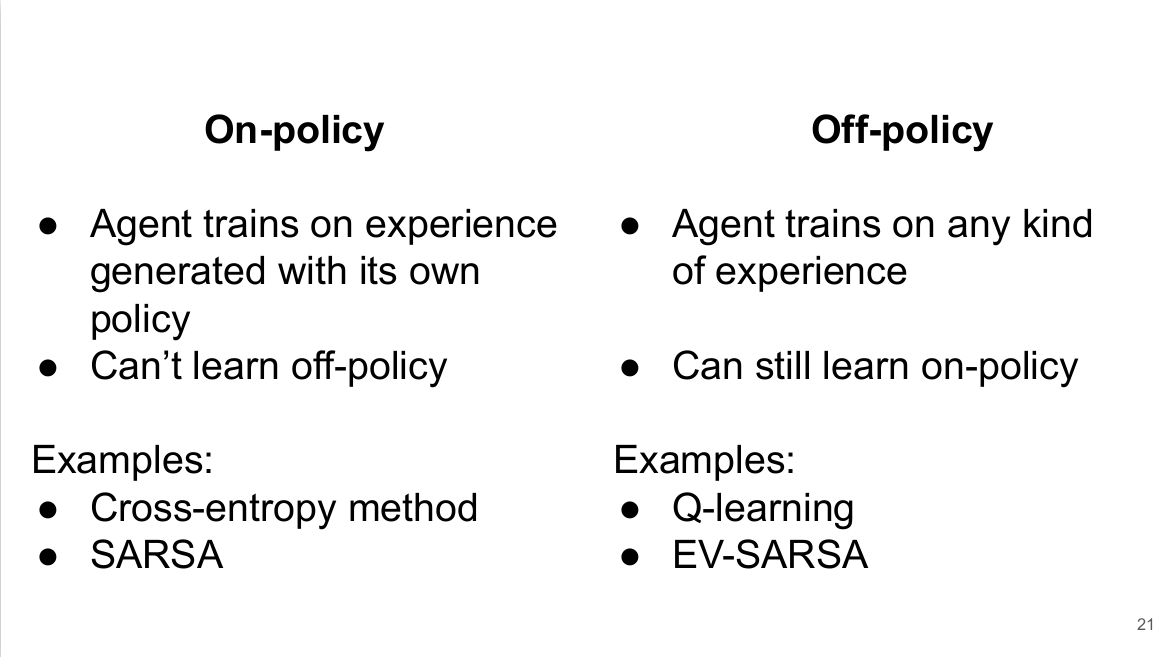 On-policy
● Agent trains on experience
generated with its own
policy
● Can’t learn off-policy
Examples:
● Cross-entropy method
● SARSA
Off-policy
● Agent trains on any kind
of experience
● Can still learn on-policy
Examples:
● Q-learning
● EV-SARSA
21